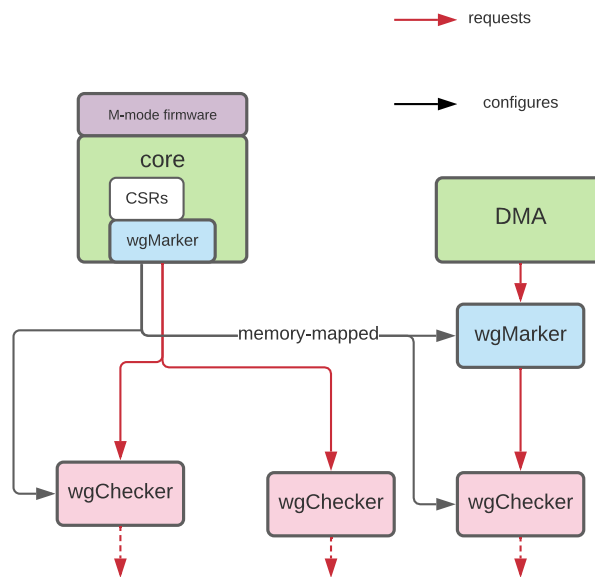 requests
configures
M-mode firmware
core
CSRs
wgMarker
DMA
memory-mapped
wgMarker
wgChecker
wgChecker
wgChecker